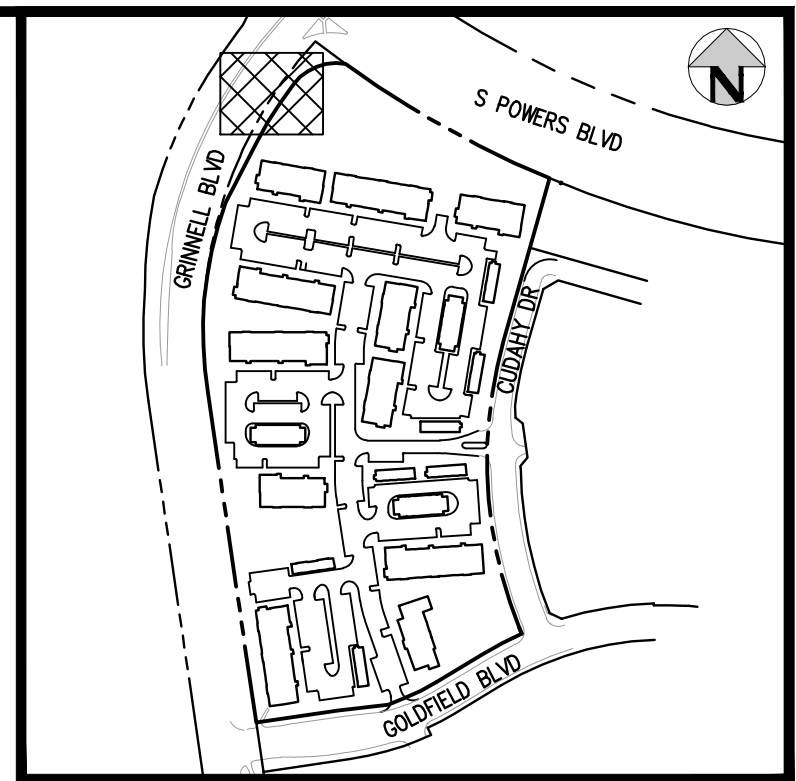 N
S POWERS BLVD
GRINNELL BLVD
CUDAHY DR
GOLDFIELD BLVD